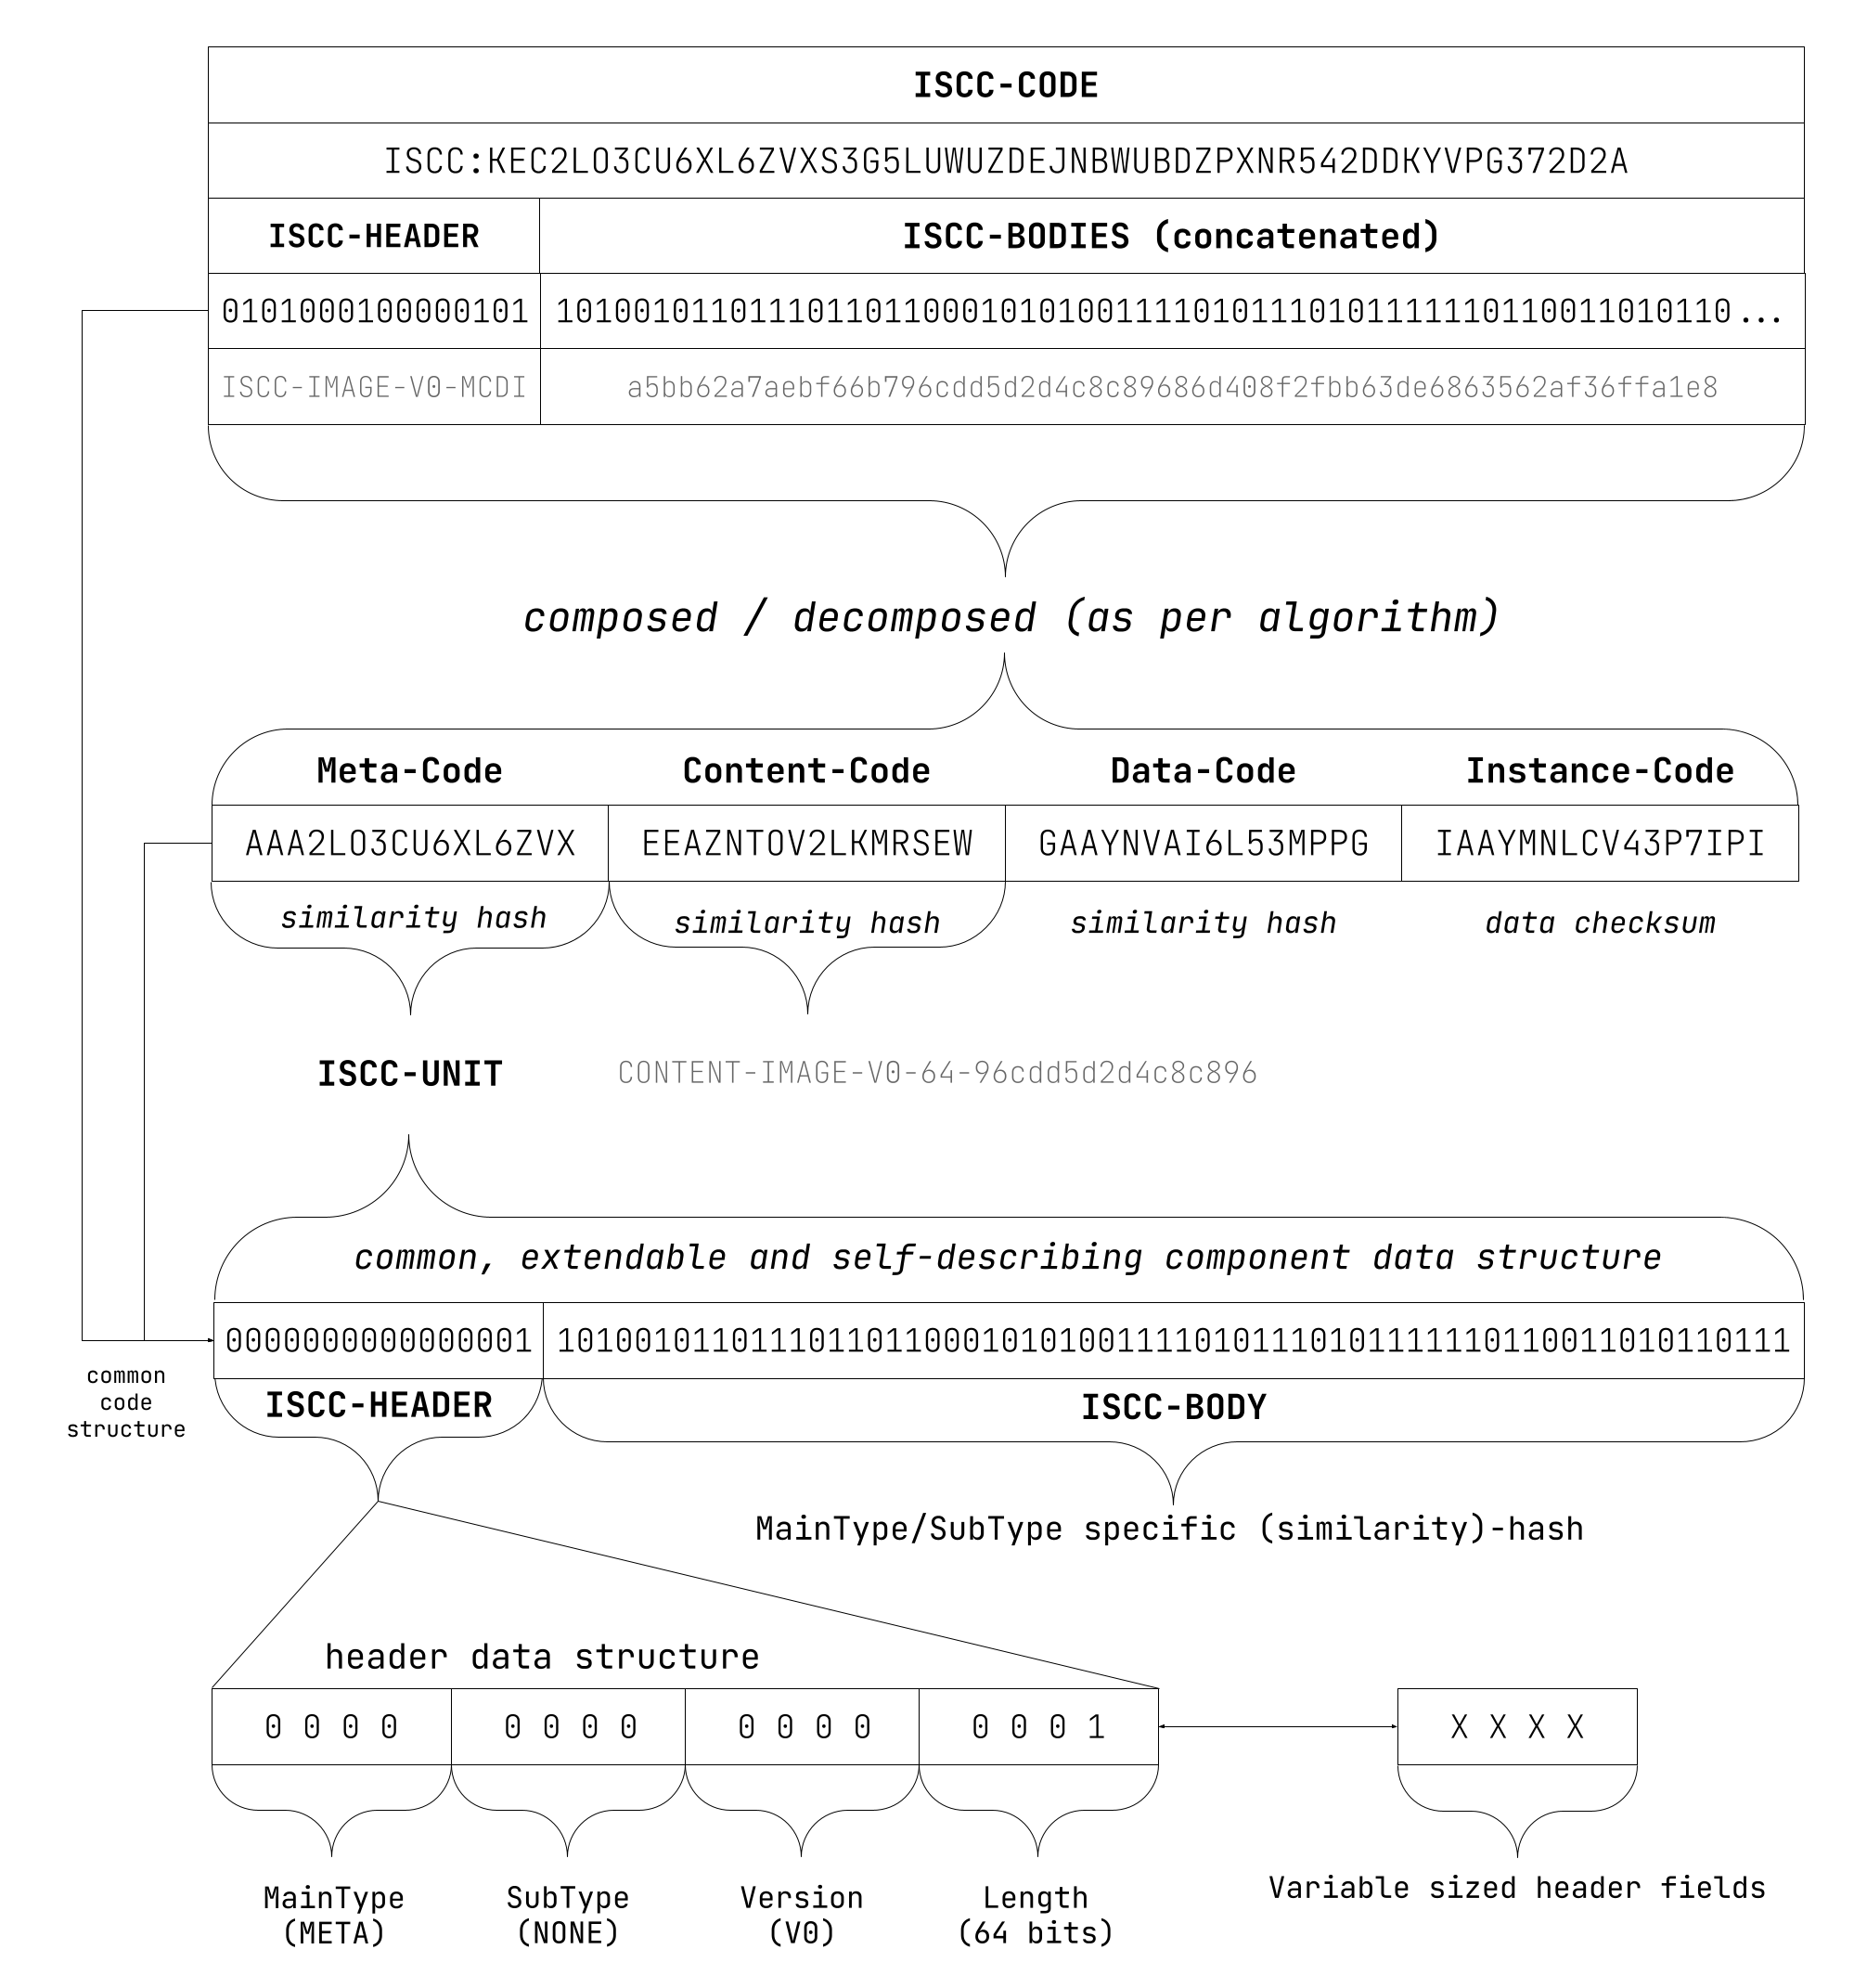 ISCC-CODE
ISCC:KEC2LO3CU6XL6ZVXS3G5LUWUZDEJNBWUBDZPXNR542DDKYVPG372D2A
ISCC-HEADER ISCC-BODIES (concatenated)
0101000100000101 1010010110111011011000101010011110101110101111110110011010110...
ISCC-IMAGE-V0-MCDI a5bb62a7aebf66b796cdd5d2d4c8c89686d408f2fbb63de6863562af36ffa1e8
composed / decomposed (as per algorithm)
Meta-Code Content-Code Data-Code Instance-Code
AAA2LO3CU6XL6ZVX EEAZNTOV2LKMRSEW GAAYNVAI6L53MPPG IAAYMNLCV43P7IPI
similarity hash similarity hash similarity hash data checksum
ISCC-UNIT CONTENT-IMAGE-V0-64-96cdd5d2d4c8c896
common, extendable and self-describing component data structure
0000000000000001 1010010110111011011000101010011110101110101111110110011010110111
common
code
structure
ISCC-HEADER ISCC-BODY
MainType/SubType specific (similarity)-hash
header data structure
0 0 0 0 0 0 0 0 0 0 0 0 0 0 0 1 X X X X
MainType SubType Version Length
(META) (NONE) (V0) (64 bits)
Variable sized header fields